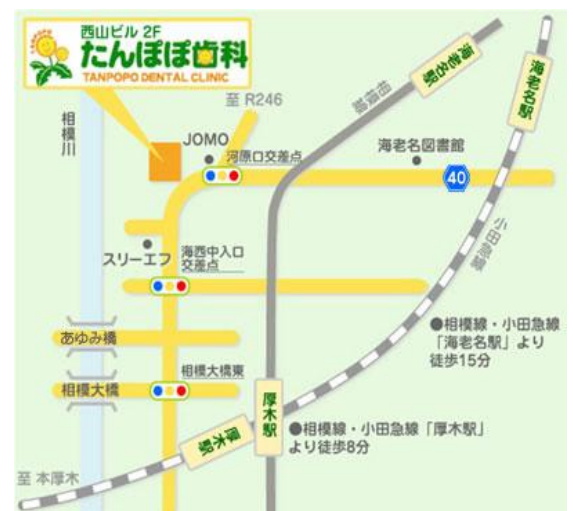 TANPOPO
西山ビル 2F
たんぽぽ歯科
TANPOPO DENTAL CLINIC
海老名駅
海老名駅
相模線
至 R246
相模川
JOMO
河原口交差点
海老名図書館
40
小田急線
スリーエフ
海西中入口
交差点
あゆみ橋
●相模線・小田急線
「海老名駅」より
徒歩15分
相模大橋東
相模大橋
厚木駅
厚木駅
●相模線・小田急線「厚木駅」
より徒歩8分
至 本厚木